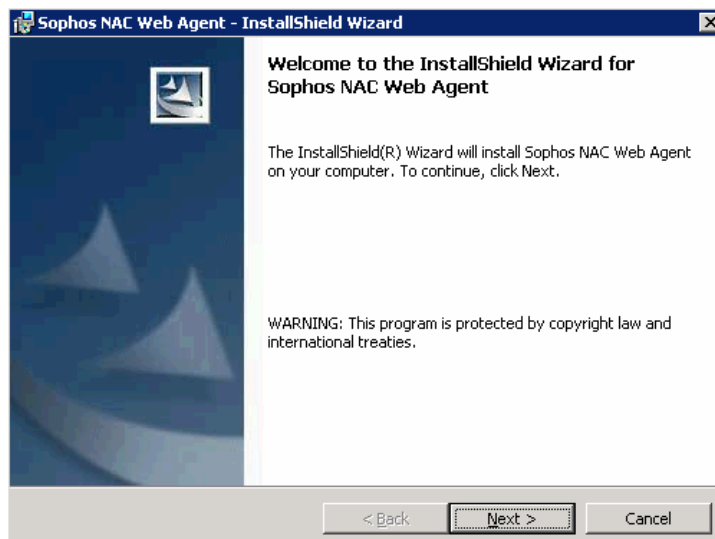 Sophos NAC Web Agent - InstallShield Wizard
Welcome to the InstallShield Wizard for
Sophos NAC Web Agent
The InstallShield(R) Wizard will install Sophos NAC Web Agent
on your computer. To continue, click Next.
WARNING: This program is protected by copyright law and
international treaties.
< Back
Next >
Cancel